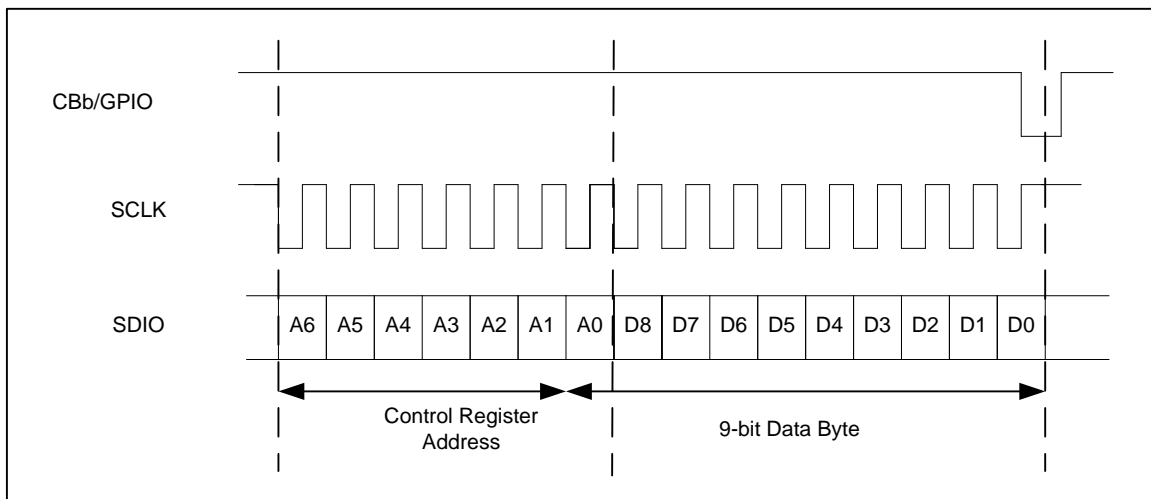 CBb/GPIO
SCLK
SDIO
A6 A5 A4 A3 A2 A1 A0 D8 D7 D6 D5 D4 D3 D2 D1 D0
Control Register
Address
9-bit Data Byte